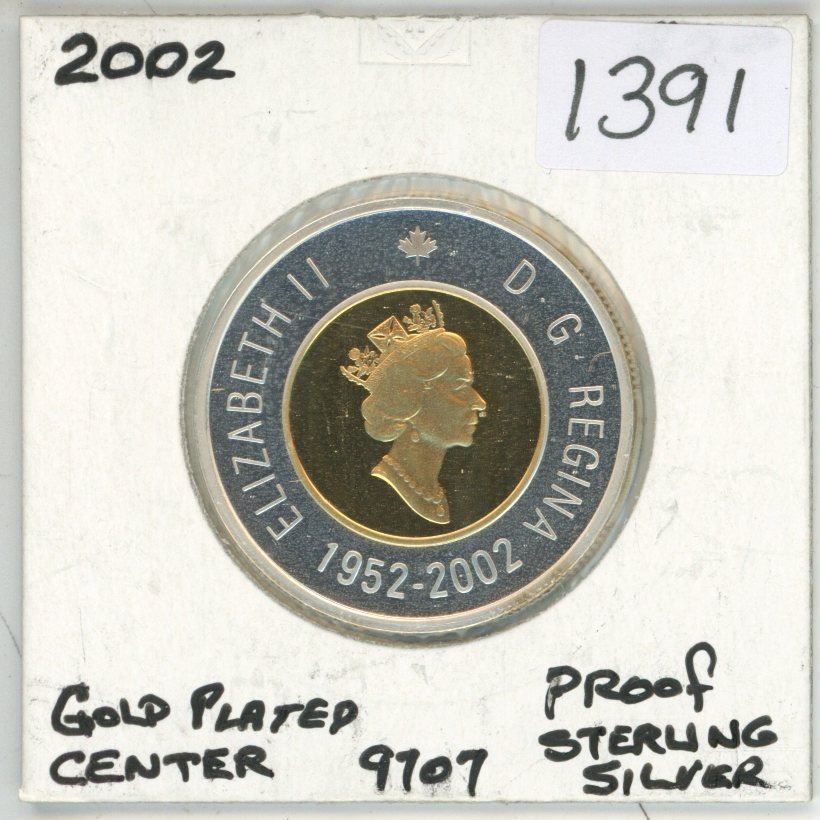 2002
1391
ELIZABETH II D·G· REGINA
1952-2002
GOLD PLATED
CENTER
9707
PROOF
STERLING
SILVER